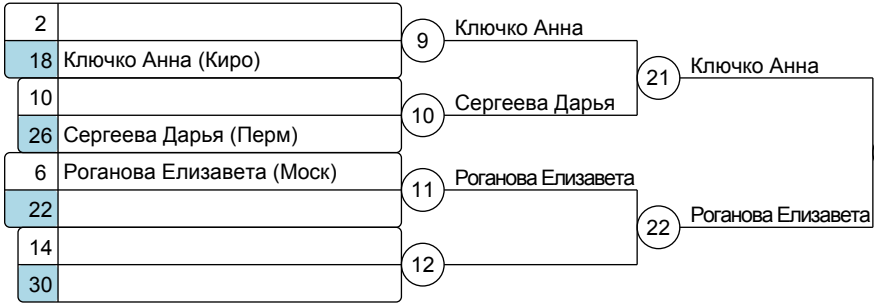 2
18 Ключко Анна (Киро)
10
26 Сергеева Дарья (Перм)
6 Роганова Елизавета (Моск)
22
14
30
9 Ключко Анна
10 Сергеева Дарья
11 Роганова Елизавета
12
21 Ключко Анна
22 Роганова Елизавета